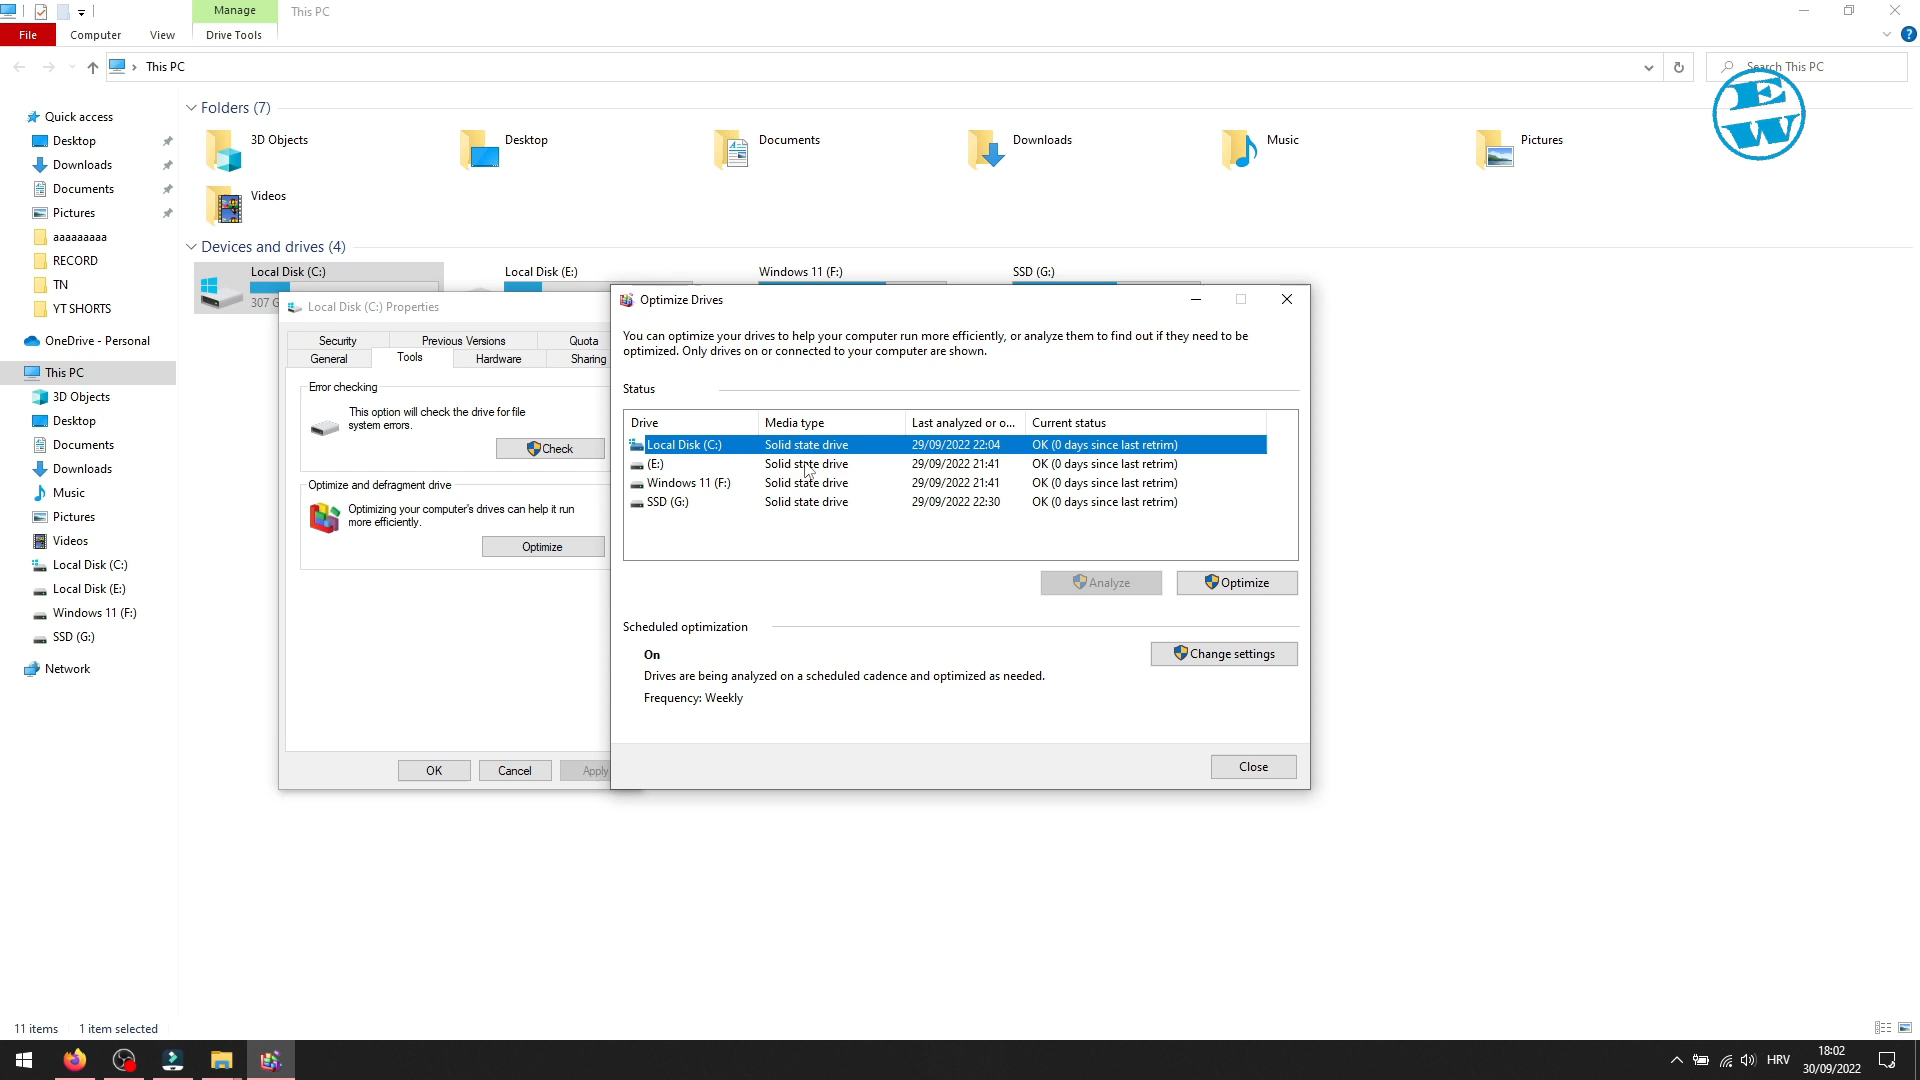 Manage
This PC
File
Computer
View
Drive Tools
?
This PC
Search This PC
EW
Quick access
Desktop
Downloads
Documents
Pictures
aaaaaaaaa
RECORD
TN
YT SHORTS
OneDrive - Personal
This PC
3D Objects
Desktop
Documents
Downloads
Music
Pictures
Videos
Local Disk (C:)
Local Disk (E:)
Windows 11 (F:)
SSD (G:)
Network
Folders (7)
3D Objects
Desktop
Documents
Downloads
Music
Pictures
Videos
Devices and drives (4)
Local Disk (C:)
Local Disk (E:)
Windows 11 (F:)
SSD (G:)
307 G
Local Disk (C:) Properties
Security
Previous Versions
Quota
General
Tools
Hardware
Sharing
Error checking
This option will check the drive for file
system errors.
Check
Optimize and defragment drive
Optimizing your computer's drives can help it run
more efficiently.
Optimize
OK
Cancel
Apply
Optimize Drives
You can optimize your drives to help your computer run more efficiently, or analyze them to find out if they need to be
optimized. Only drives on or connected to your computer are shown.
Status
Drive Media type Last analyzed or o... Current status
Local Disk (C:) Solid state drive 29/09/2022 22:04 OK (0 days since last retrim)
(E:) Solid state drive 29/09/2022 21:41 OK (0 days since last retrim)
Windows 11 (F:) Solid state drive 29/09/2022 21:41 OK (0 days since last retrim)
SSD (G:) Solid state drive 29/09/2022 22:30 OK (0 days since last retrim)
Analyze
Optimize
Scheduled optimization
On
Change settings
Drives are being analyzed on a scheduled cadence and optimized as needed.
Frequency: Weekly
Close
11 items
1 item selected
HRV
18:02
30/09/2022